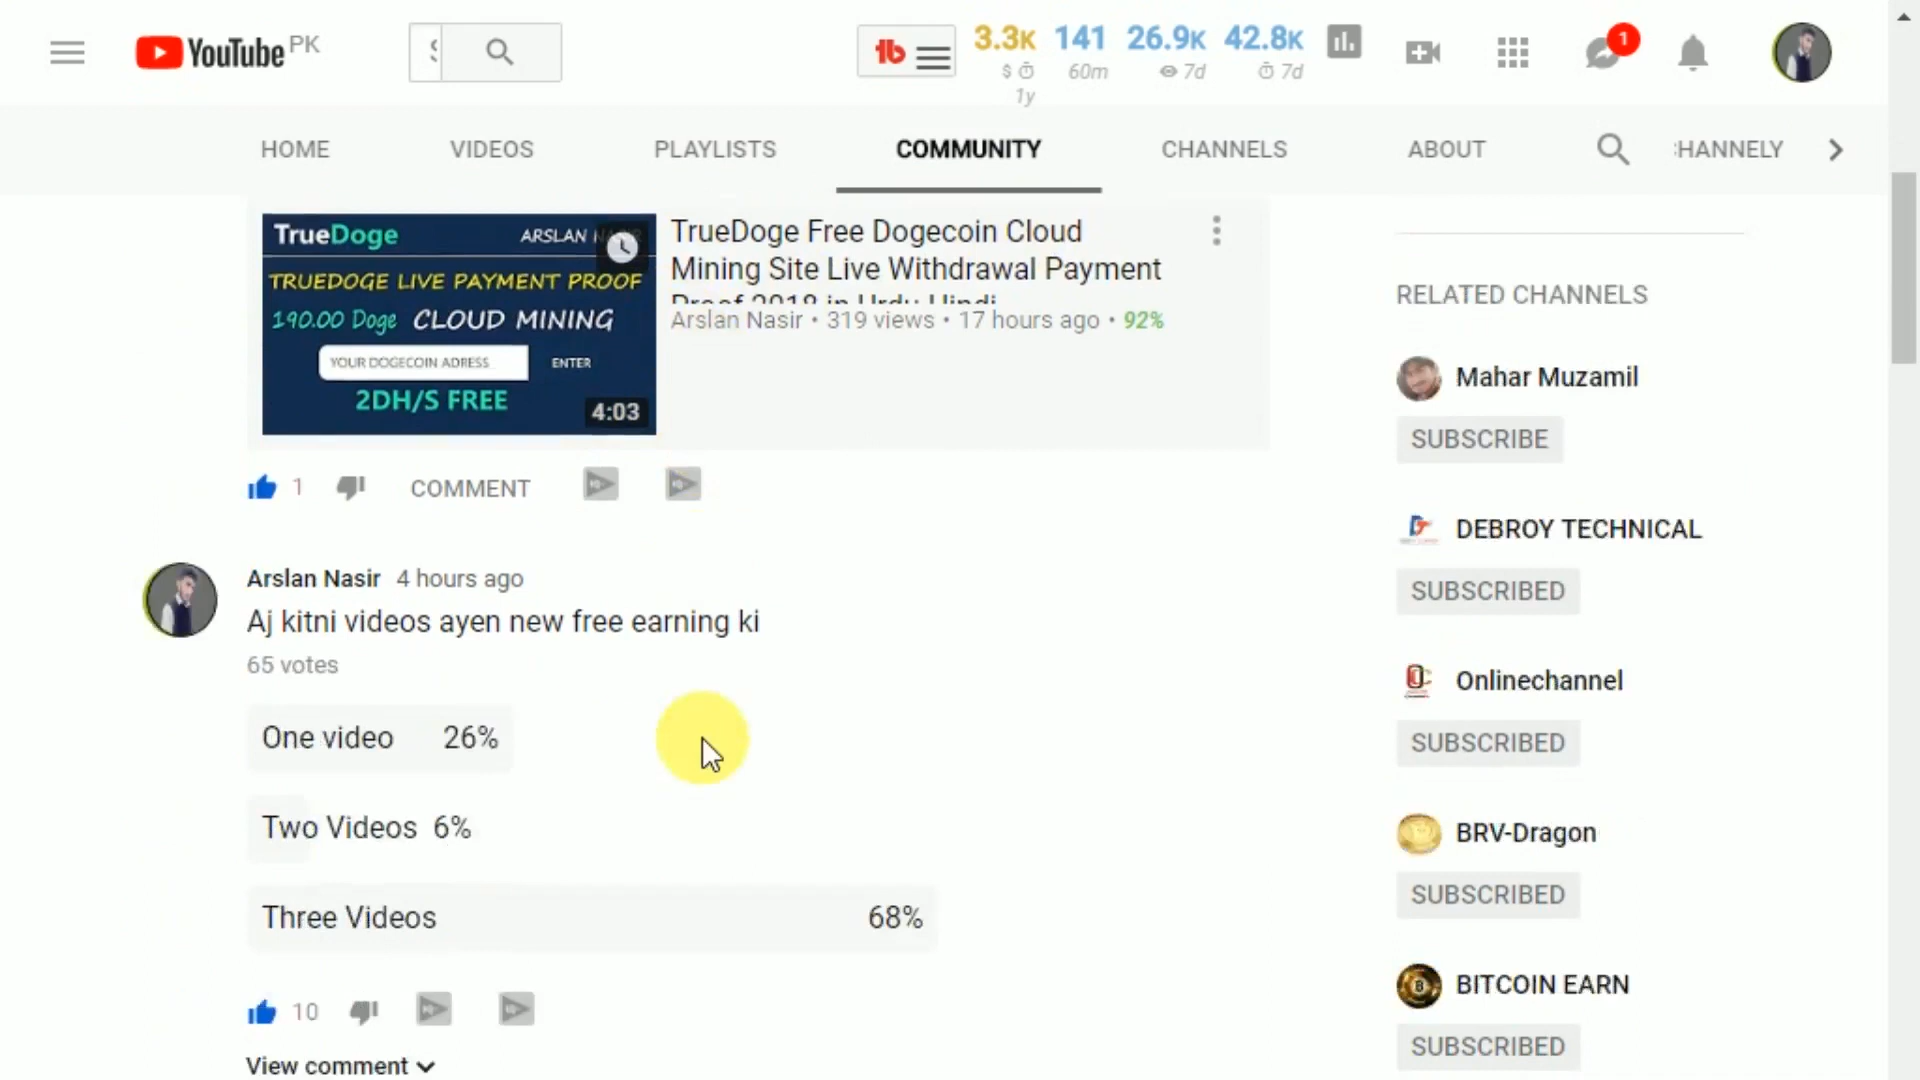 YouTube PK
3.3K 141 26.9K 42.8K
$ 1y 60m 7d 7d
1
HOME VIDEOS PLAYLISTS COMMUNITY CHANNELS ABOUT HANNELY
TrueDoge ARSLAN
TRUEDOGE LIVE PAYMENT PROOF
190.00 Doge CLOUD MINING
YOUR DOGECOIN ADRESS ENTER
2DH/S FREE
4:03
TrueDoge Free Dogecoin Cloud
Mining Site Live Withdrawal Payment
Proof 2018 in Urdu Hindi
Arslan Nasir • 319 views • 17 hours ago • 92%
1 COMMENT
Arslan Nasir 4 hours ago
Aj kitni videos ayen new free earning ki
65 votes
One video 26%
Two Videos 6%
Three Videos 68%
10
View comment
RELATED CHANNELS
Mahar Muzamil
SUBSCRIBE
DEBROY TECHNICAL
SUBSCRIBED
Onlinechannel
SUBSCRIBED
BRV-Dragon
SUBSCRIBED
BITCOIN EARN
SUBSCRIBED